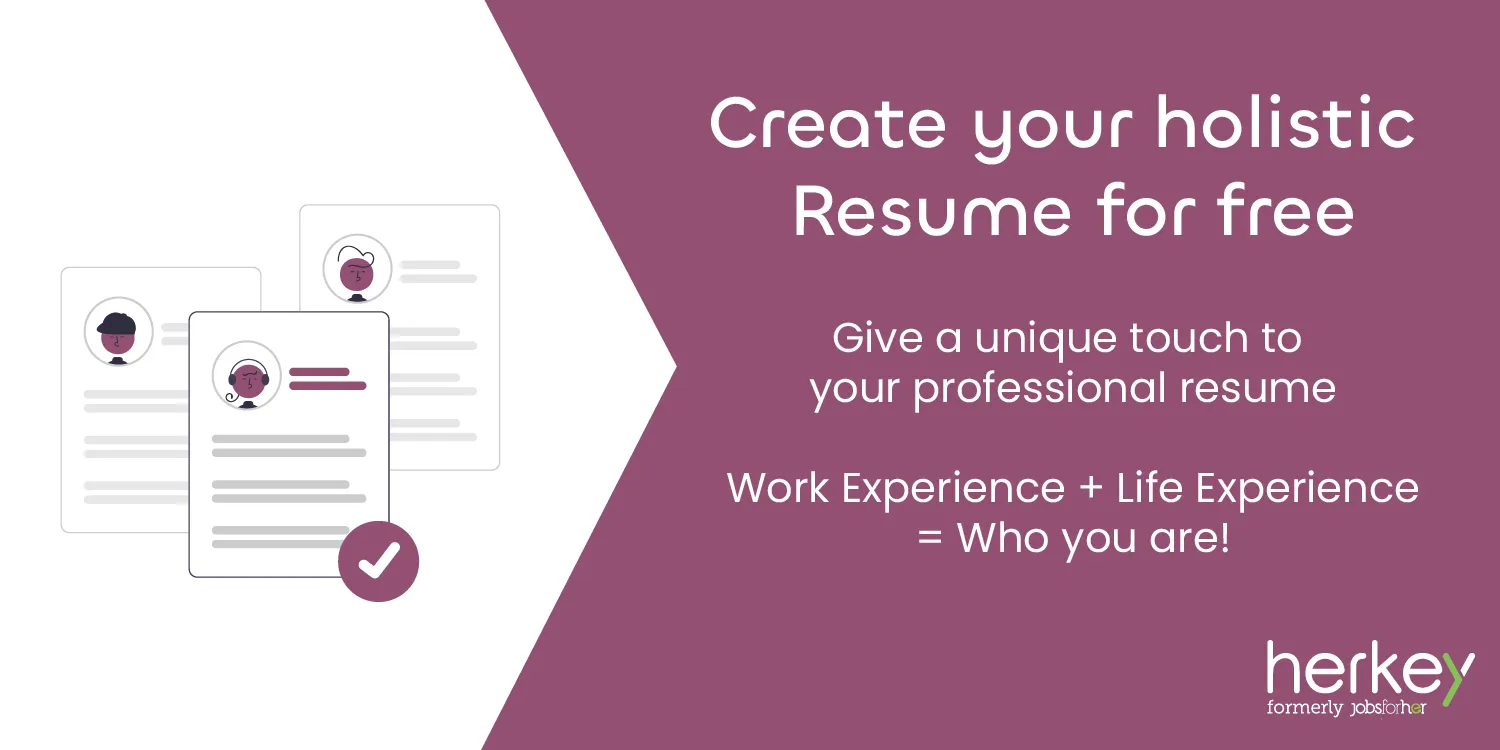 Create your holistic
Resume for free
Give a unique touch to
your professional resume
Work Experience + Life Experience
= Who you are!
herkey
formerly jobsforher